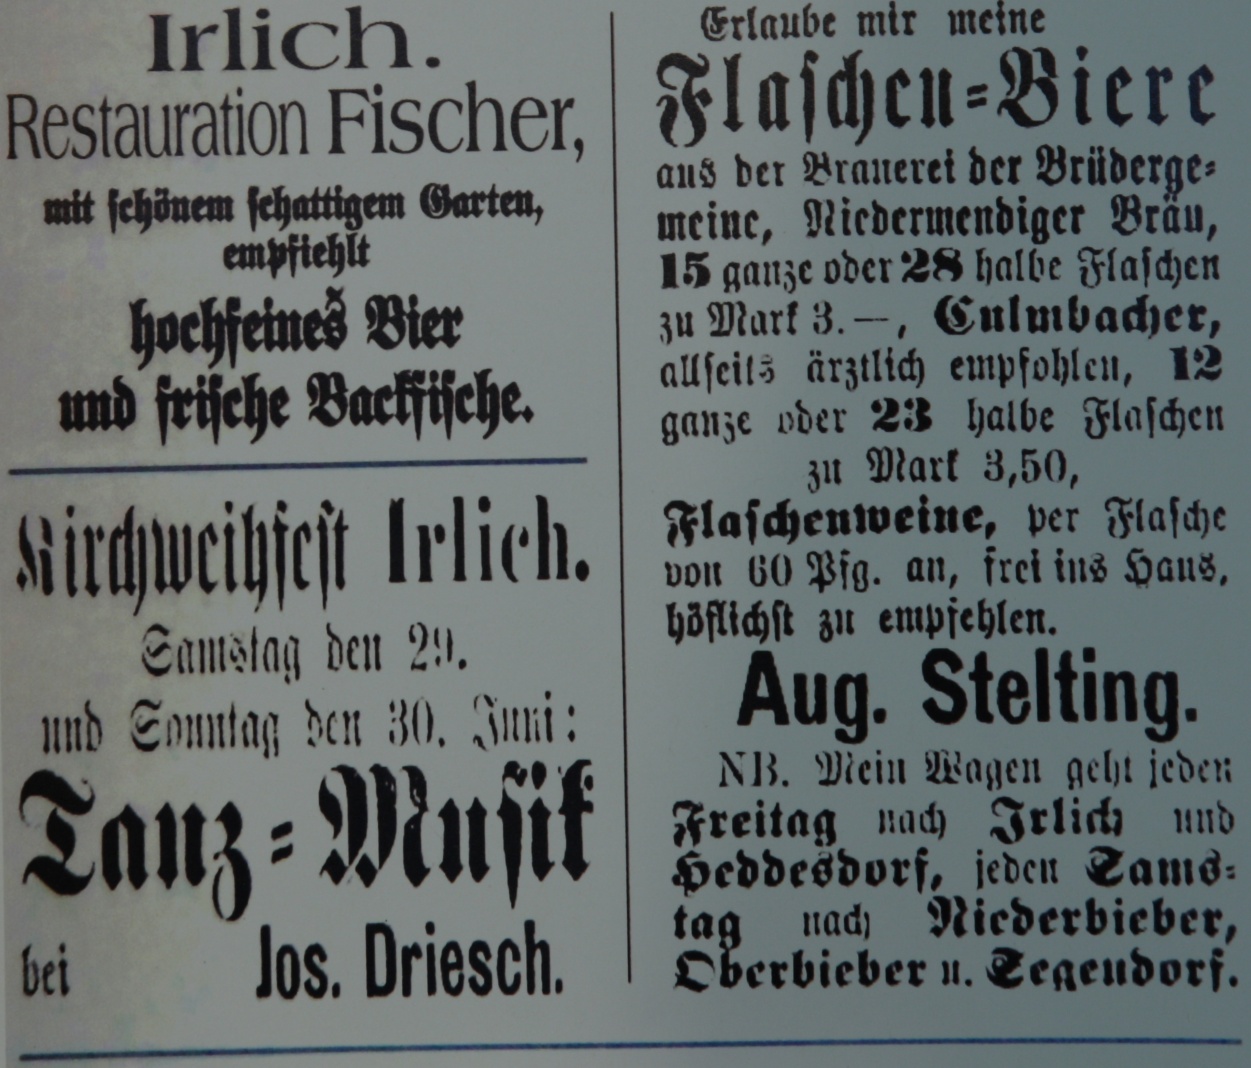 Irlich.
Restauration Fischer,
mit schönem schattigem Garten,
empfiehlt
hochfeines Bier
und frische Backfische.
Kirchweihfest Irlich.
Samstag den 29.
und Sonntag den 30. Juni:
Tanz-Musik
bei Jos. Driesch.
Erlaube mir meine
Flaschen-Biere
aus der Brauerei der Brüderge-
meine, Niedermendiger Bräu,
15 ganze oder 28 halbe Flaschen
zu Mark 3.—, Culmbacher,
allseits ärztlich empfohlen, 12
ganze oder 23 halbe Flaschen
zu Mark 3,50,
Flaschenweine, per Flasche
von 60 Pfg. an, frei ins Haus,
höflichst zu empfehlen.
Aug. Stelting.
NB. Mein Wagen geht jeden
Freitag nach Irlich und
Heddesdorf, jeden Sams-
tag nach Niederbieber,
Oberbieber u. Segendorf.